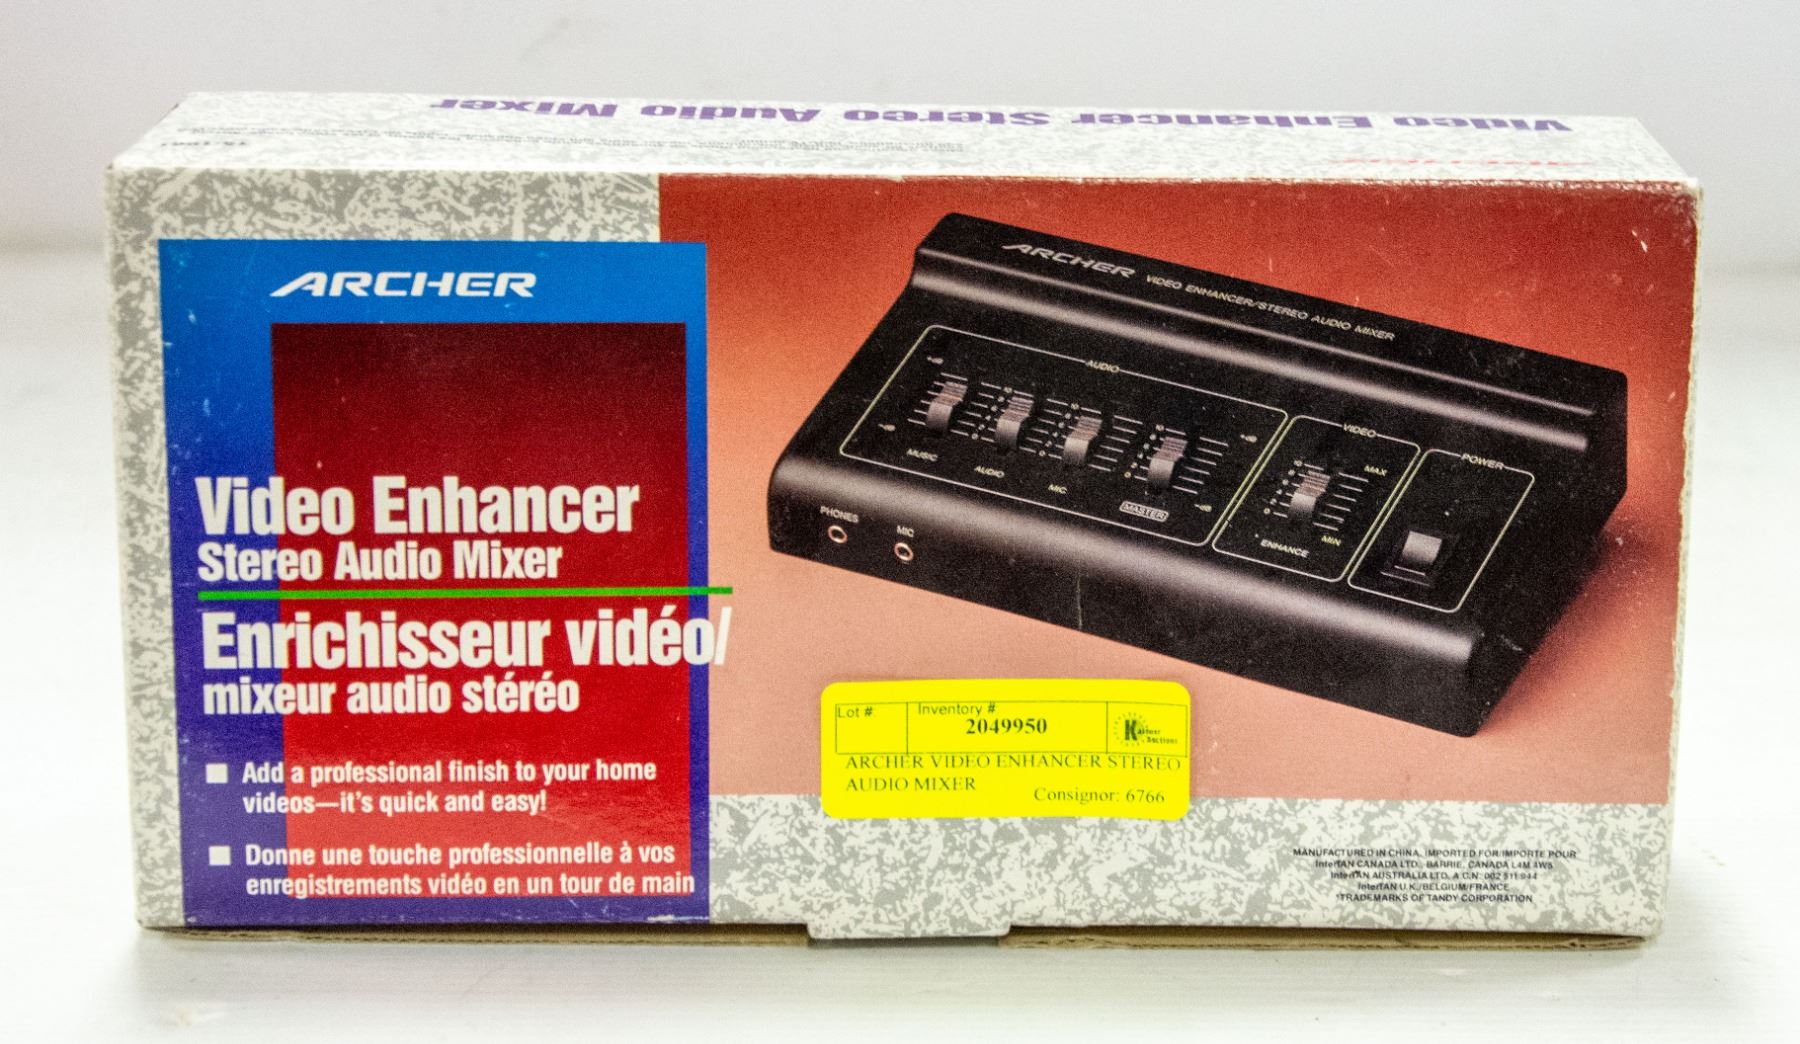 Video Enhancer Stereo Audio Mixer
ARCHER
Video Enhancer
Stereo Audio Mixer
Enrichisseur vidéo/
mixeur audio stéréo
Add a professional finish to your home
videos—it's quick and easy!
Donne une touche professionnelle à vos
enregistrements vidéo en un tour de main
ARCHER VIDEO ENHANCER/STEREO AUDIO MIXER
AUDIO
VIDEO
POWER
MAX
MUSIC
AUDIO
MIC
MASTER
ENHANCE
MIN
PHONES
MIC
Lot #:
Inventory #
2049950
ARCHER VIDEO ENHANCER STEREO
AUDIO MIXER
Consignor: 6766
MANUFACTURED IN CHINA. IMPORTED FOR/IMPORTE POUR
InterTAN CANADA LTD., BARRIE, CANADA L4M 4W5
InterTAN AUSTRALIA LTD. A.C.N. 002 511 944
InterTAN U.K./BELGIUM/FRANCE
*TRADEMARKS OF TANDY CORPORATION